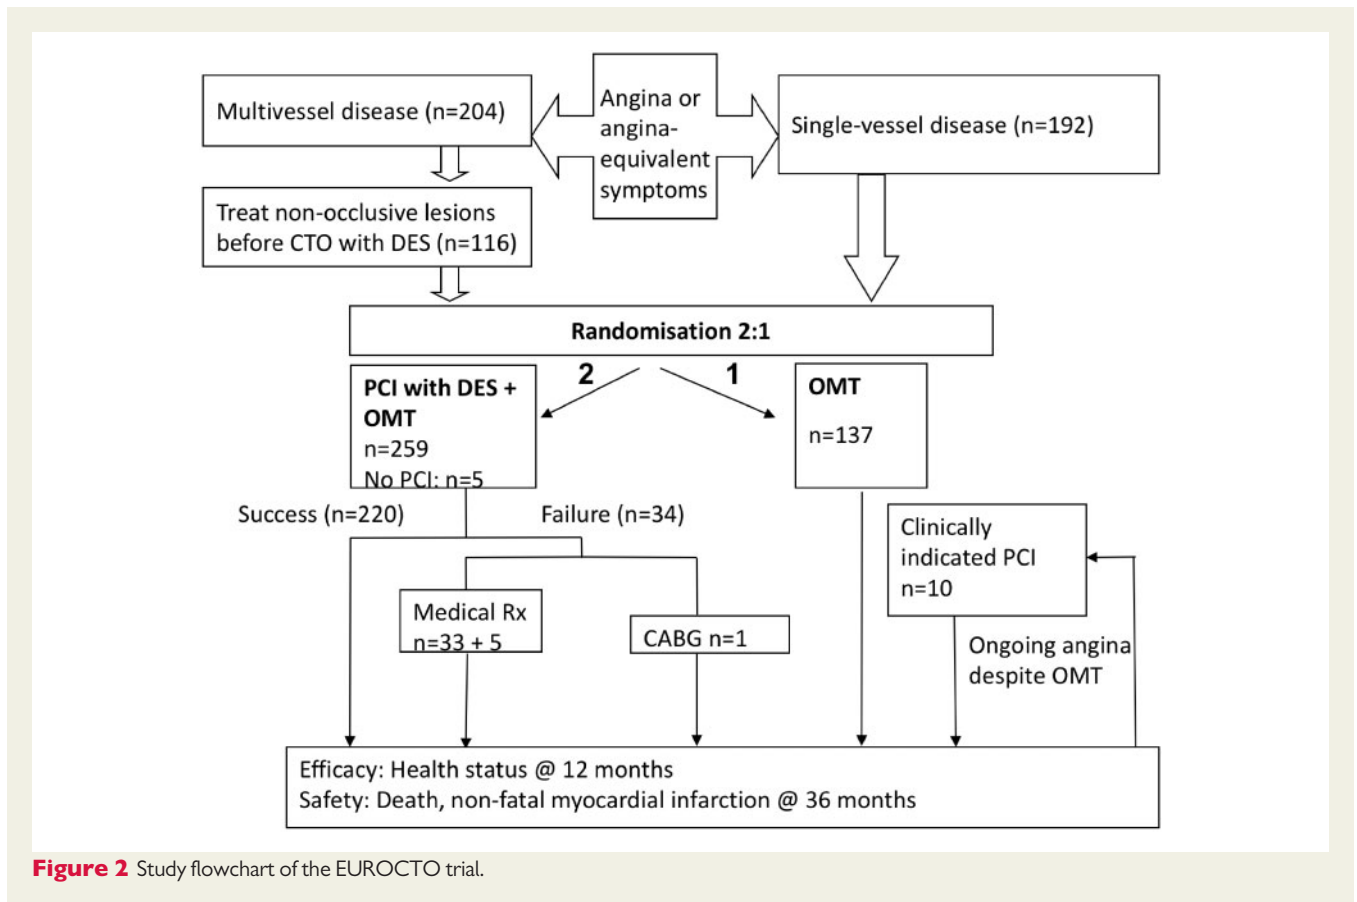 Angina or
angina-
equivalent
symptoms
Multivessel disease (n=204)
Single-vessel disease (n=192)
Treat non-occlusive lesions
before CTO with DES (n=116)
Randomisation 2:1
2
1
PCI with DES +
OMT
n=259
No PCI: n=5
OMT
n=137
Success (n=220)
Failure (n=34)
Clinically
indicated PCI
n=10
Medical Rx
n=33 + 5
CABG n=1
Ongoing angina
despite OMT
Efficacy: Health status @ 12 months
Safety: Death, non-fatal myocardial infarction @ 36 months
Figure 2 Study flowchart of the EUROCTO trial.